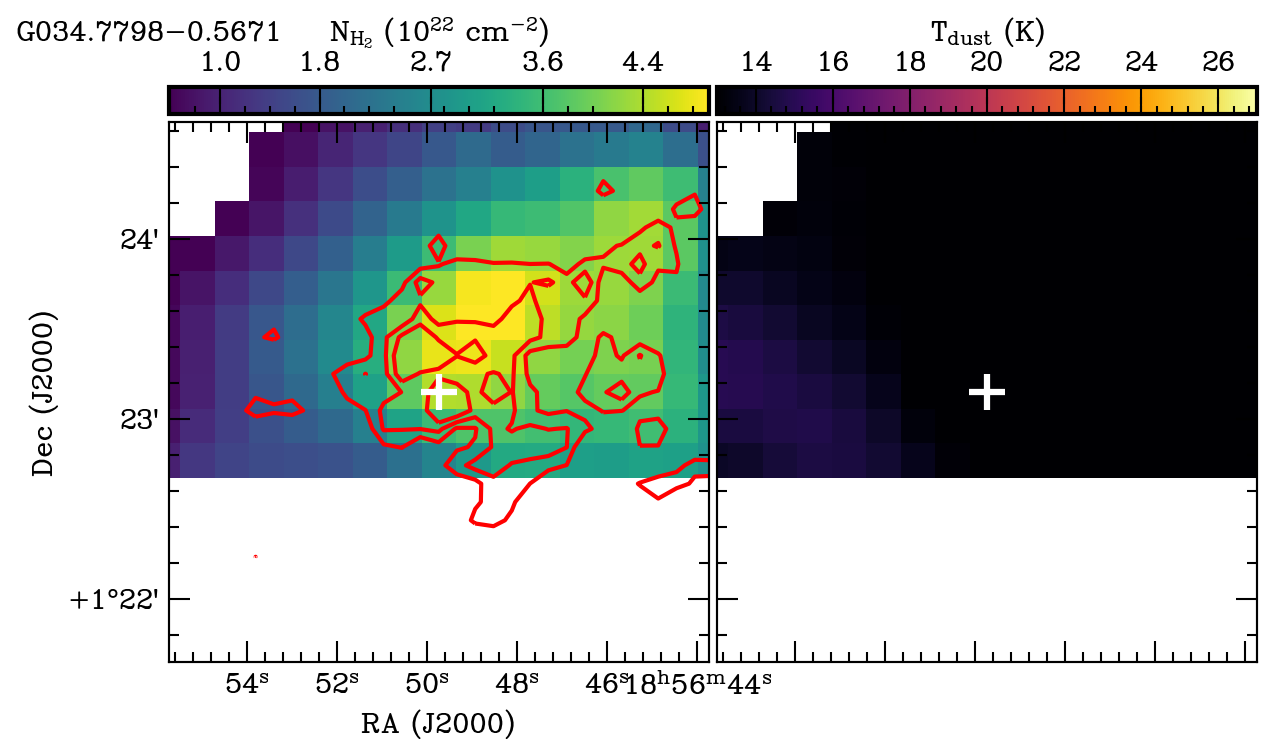 G034.7798−0.5671 N_H₂ (10²² cm⁻²) T_dust (K)
1.0 1.8 2.7 3.6 4.4 14 16 18 20 22 24 26
24'
23'
+1°22'
Dec (J2000)
54ˢ 52ˢ 50ˢ 48ˢ 46ˢ 18ʰ56ᵐ44ˢ
RA (J2000)